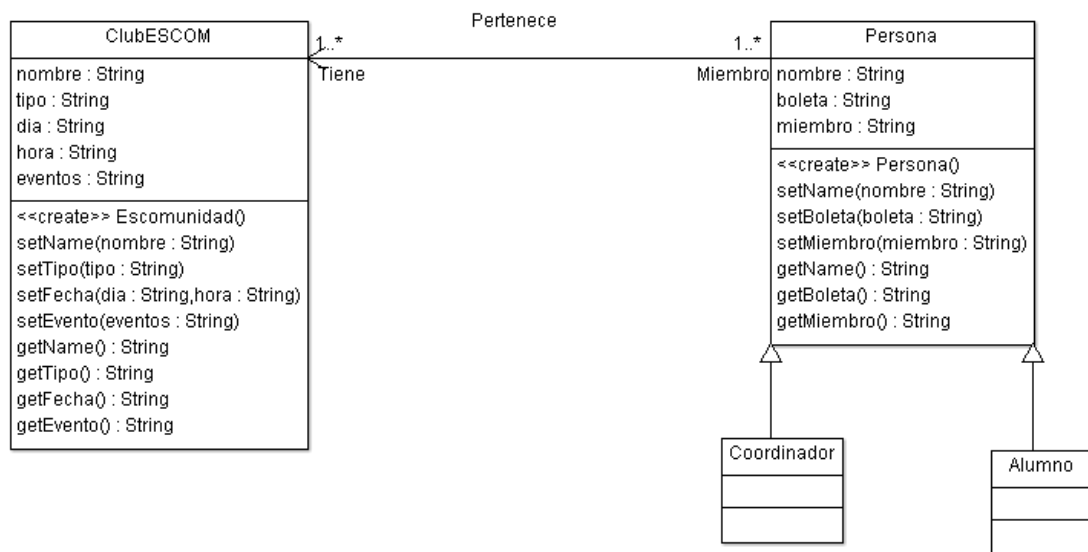 ClubESCOM
nombre : String
tipo : String
dia : String
hora : String
eventos : String
<<create>> Escomunidad()
setName(nombre : String)
setTipo(tipo : String)
setFecha(dia : String,hora : String)
setEvento(eventos : String)
getName() : String
getTipo() : String
getFecha() : String
getEvento() : String
Pertenece
1..*
1..*
Tiene
Miembro
Persona
nombre : String
boleta : String
miembro : String
<<create>> Persona()
setName(nombre : String)
setBoleta(boleta : String)
setMiembro(miembro : String)
getName() : String
getBoleta() : String
getMiembro() : String
Coordinador
Alumno